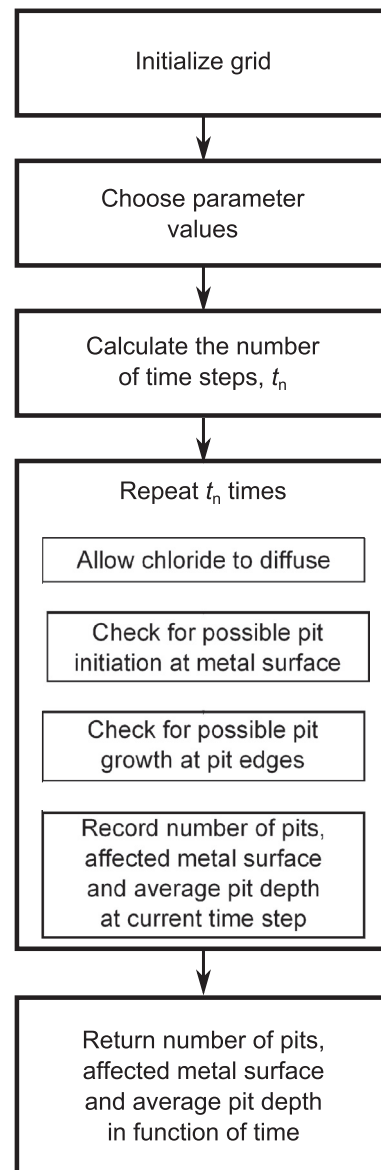 Initialize grid
Choose parameter
values
Calculate the number
of time steps, tn
Repeat tn times
Allow chloride to diffuse
Check for possible pit
initiation at metal surface
Check for possible pit
growth at pit edges
Record number of pits,
affected metal surface
and average pit depth
at current time step
Return number of pits,
affected metal surface
and average pit depth
in function of time